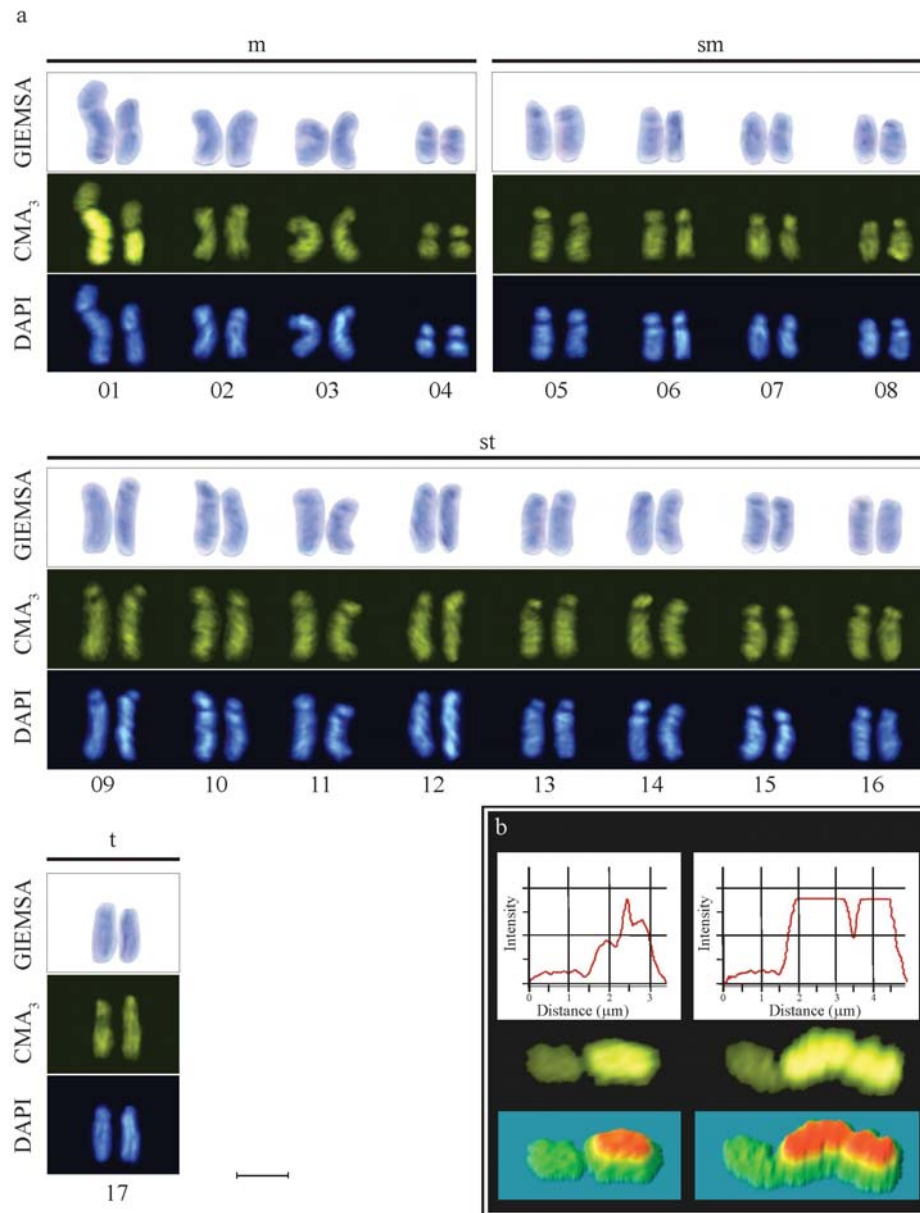 a
m
sm
GIEMSA
CMA3
DAPI
01 02 03 04 05 06 07 08
st
GIEMSA
CMA3
DAPI
09 10 11 12 13 14 15 16
t
GIEMSA
CMA3
DAPI
17
b
Intensity
0 1 2 3
Distance (μm)
Intensity
0 1 2 3 4
Distance (μm)